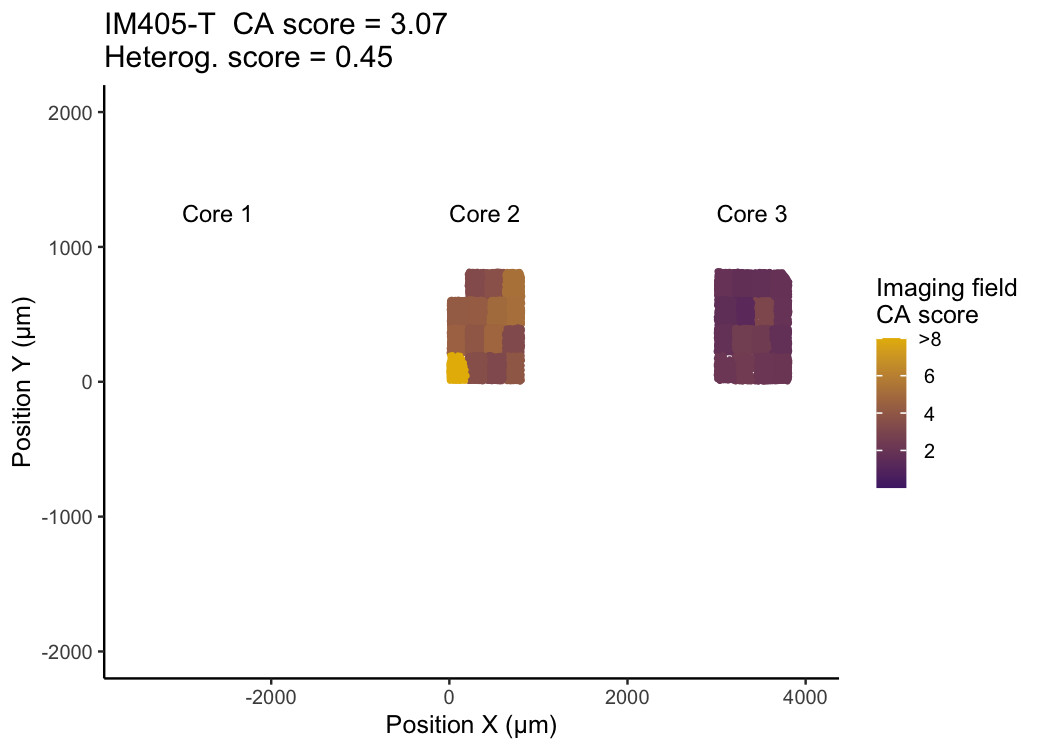 IM405-T  CA score = 3.07
Heterog. score = 0.45
2000
1000
0
-1000
-2000
Position Y (µm)
Core 1
Core 2
Core 3
-2000
0
2000
4000
Position X (µm)
Imaging field
CA score
>8
6
4
2